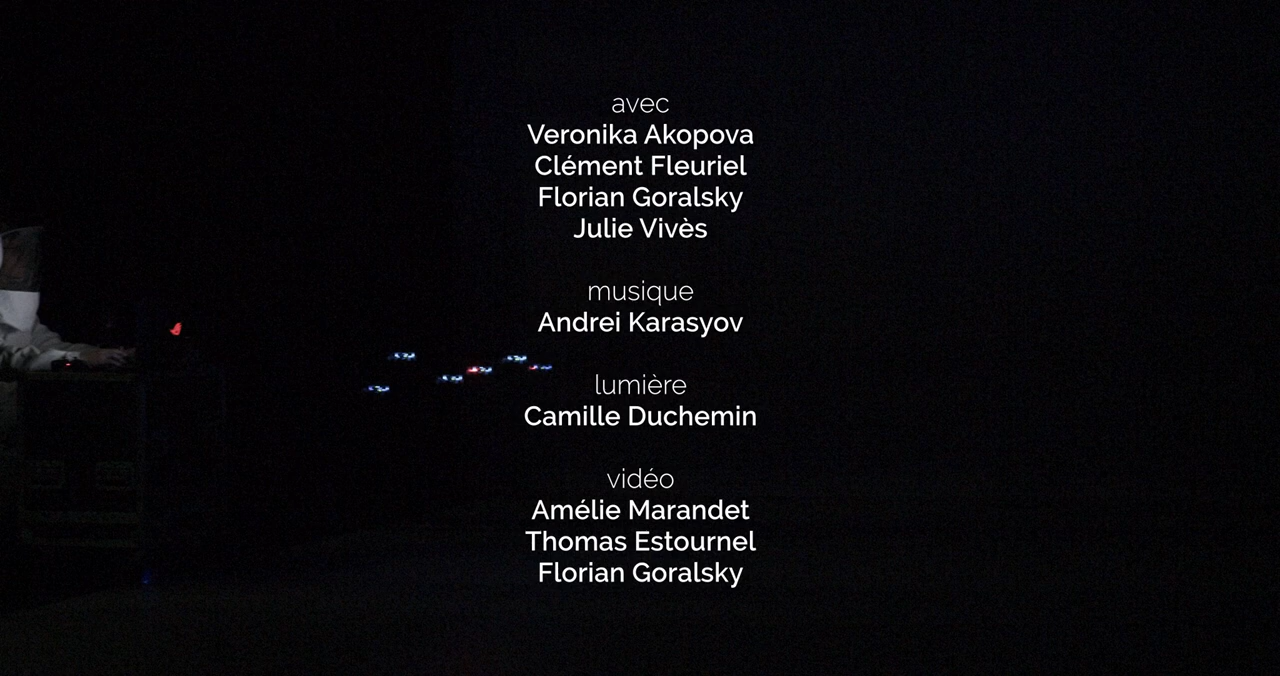 avec
Veronika Akopova
Clément Fleuriel
Florian Goralsky
Julie Vivès
musique
Andrei Karasyov
lumière
Camille Duchemin
vidéo
Amélie Marandet
Thomas Estournel
Florian Goralsky